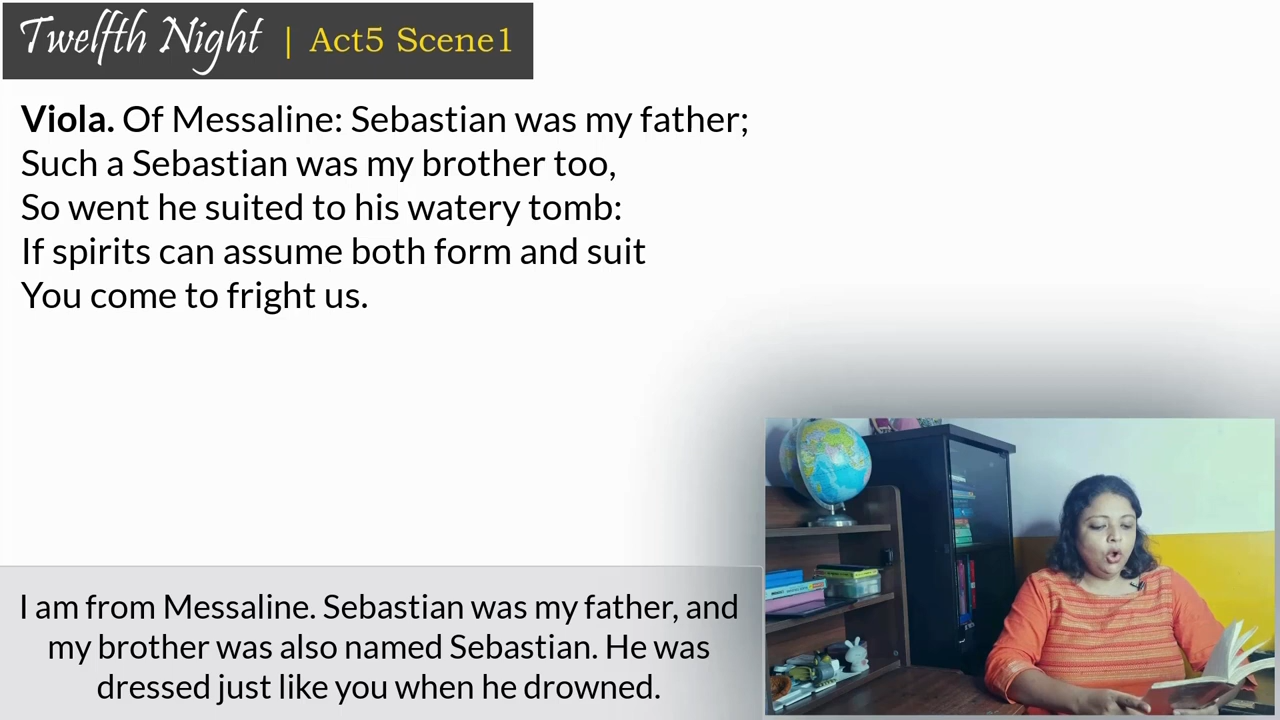 Twelfth Night | Act5 Scene1
Viola. Of Messaline: Sebastian was my father;
Such a Sebastian was my brother too,
So went he suited to his watery tomb:
If spirits can assume both form and suit
You come to fright us.
I am from Messaline. Sebastian was my father, and
my brother was also named Sebastian. He was
dressed just like you when he drowned.